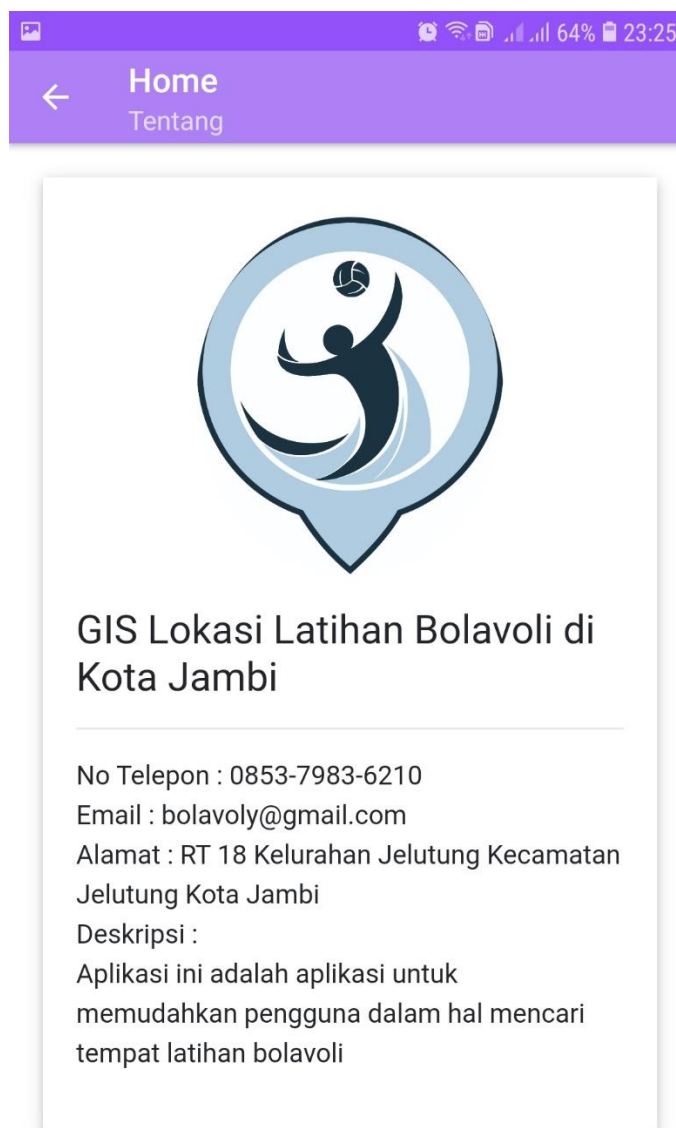 64% 23:25
Home
Tentang
GIS Lokasi Latihan Bolavoli di
Kota Jambi
No Telepon : 0853-7983-6210
Email : bolavoly@gmail.com
Alamat : RT 18 Kelurahan Jelutung Kecamatan
Jelutung Kota Jambi
Deskripsi :
Aplikasi ini adalah aplikasi untuk
memudahkan pengguna dalam hal mencari
tempat latihan bolavoli